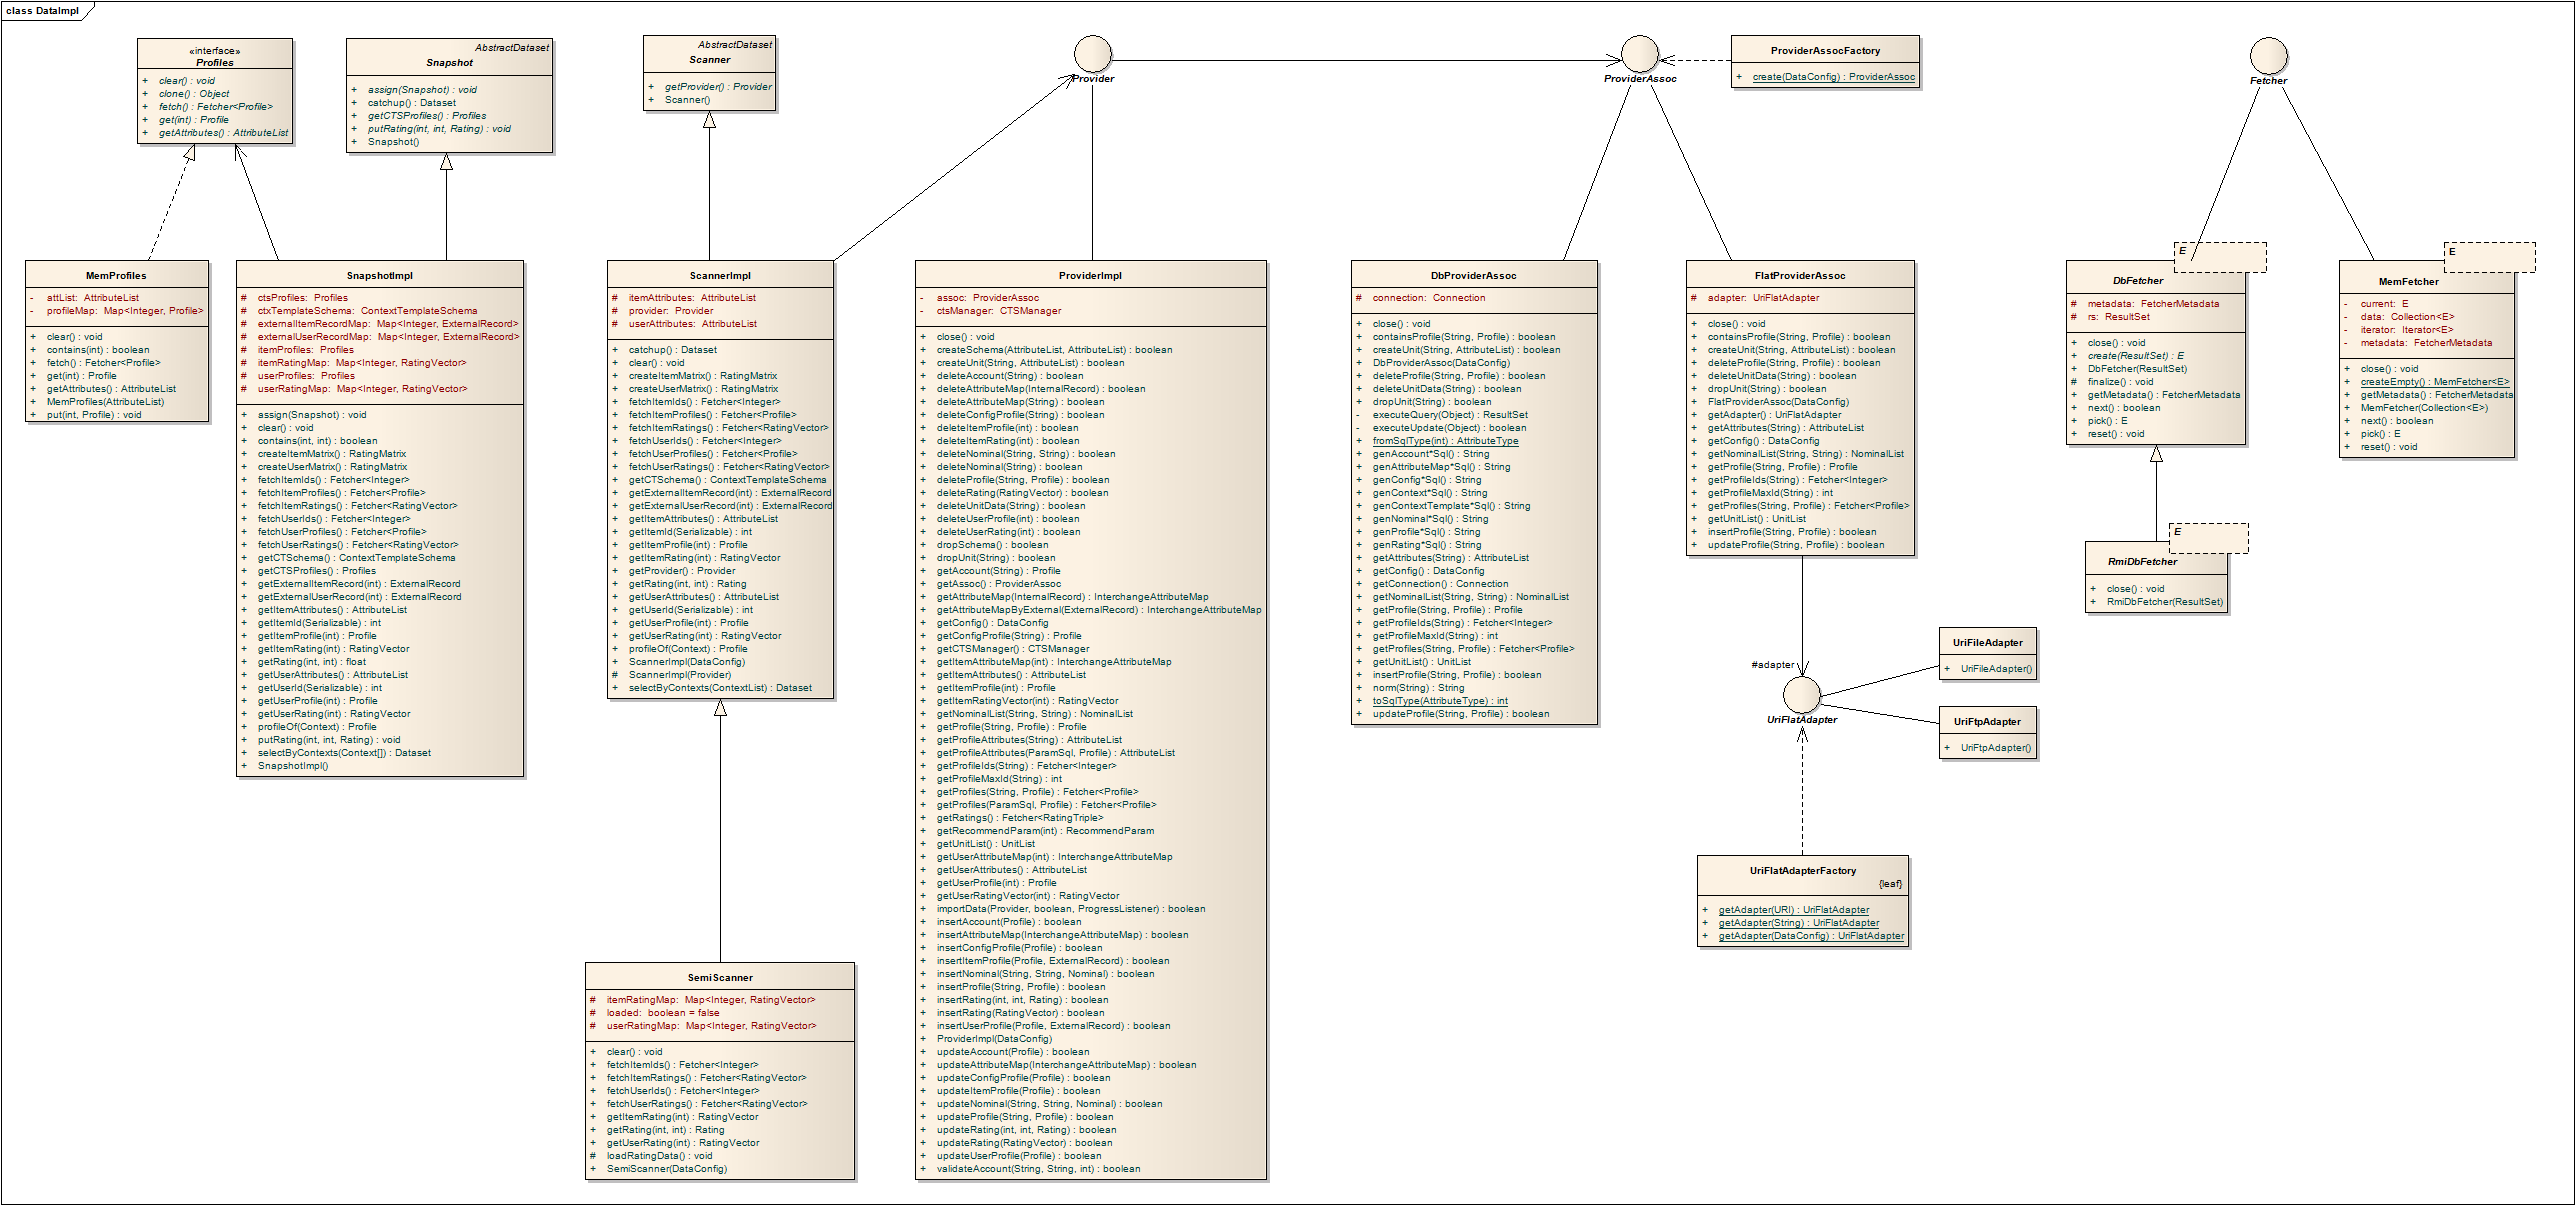 class DataImpl
«interface»
Profiles
+ clear() : void
+ clone() : Object
+ fetch() : Fetcher<Profile>
+ get(int) : Profile
+ getAttributes() : AttributeList
AbstractDataset
Snapshot
+ assign(Snapshot) : void
+ catchup() : Dataset
+ getCTSProfiles() : Profiles
+ putRating(int, int, Rating) : void
+ Snapshot()
AbstractDataset
Scanner
+ getProvider() : Provider
+ Scanner()
Provider
ProviderAssoc
ProviderAssocFactory
+ create(DataConfig) : ProviderAssoc
Fetcher
MemProfiles
- attList: AttributeList
- profileMap: Map<Integer, Profile>
+ clear() : void
+ contains(int) : boolean
+ fetch() : Fetcher<Profile>
+ get(int) : Profile
+ getAttributes() : AttributeList
+ MemProfiles(AttributeList)
+ put(int, Profile) : void
SnapshotImpl
# ctsProfiles: Profiles
# ctxTemplateSchema: ContextTemplateSchema
# externalItemRecordMap: Map<Integer, ExternalRecord>
# externalUserRecordMap: Map<Integer, ExternalRecord>
# itemProfiles: Profiles
# itemRatingMap: Map<Integer, RatingVector>
# userProfiles: Profiles
# userRatingMap: Map<Integer, RatingVector>
+ assign(Snapshot) : void
+ clear() : void
+ contains(int, int) : boolean
+ createItemMatrix() : RatingMatrix
+ createUserMatrix() : RatingMatrix
+ fetchItemIds() : Fetcher<Integer>
+ fetchItemProfiles() : Fetcher<Profile>
+ fetchItemRatings() : Fetcher<RatingVector>
+ fetchUserIds() : Fetcher<Integer>
+ fetchUserProfiles() : Fetcher<Profile>
+ fetchUserRatings() : Fetcher<RatingVector>
+ getCTSchema() : ContextTemplateSchema
+ getCTSProfiles() : Profiles
+ getExternalItemRecord(int) : ExternalRecord
+ getExternalUserRecord(int) : ExternalRecord
+ getItemAttributes() : AttributeList
+ getItemId(Serializable) : int
+ getItemProfile(int) : Profile
+ getItemRating(int) : RatingVector
+ getRating(int, int) : float
+ getUserAttributes() : AttributeList
+ getUserId(Serializable) : int
+ getUserProfile(int) : Profile
+ getUserRating(int) : RatingVector
+ profileOf(Context) : Profile
+ putRating(int, int, Rating) : void
+ selectByContexts(Context[]) : Dataset
+ SnapshotImpl()
ScannerImpl
# itemAttributes: AttributeList
# provider: Provider
# userAttributes: AttributeList
+ catchup() : Dataset
+ clear() : void
+ createItemMatrix() : RatingMatrix
+ createUserMatrix() : RatingMatrix
+ fetchItemIds() : Fetcher<Integer>
+ fetchItemProfiles() : Fetcher<Profile>
+ fetchItemRatings() : Fetcher<RatingVector>
+ fetchUserIds() : Fetcher<Integer>
+ fetchUserProfiles() : Fetcher<Profile>
+ fetchUserRatings() : Fetcher<RatingVector>
+ getCTSchema() : ContextTemplateSchema
+ getExternalItemRecord(int) : ExternalRecord
+ getExternalUserRecord(int) : ExternalRecord
+ getItemAttributes() : AttributeList
+ getItemId(Serializable) : int
+ getItemProfile(int) : Profile
+ getItemRating(int) : RatingVector
+ getProvider() : Provider
+ getRating(int, int) : Rating
+ getUserAttributes() : AttributeList
+ getUserId(Serializable) : int
+ getUserProfile(int) : Profile
+ getUserRating(int) : RatingVector
+ profileOf(Context) : Profile
+ ScannerImpl(DataConfig)
# ScannerImpl(Provider)
+ selectByContexts(ContextList) : Dataset
SemiScanner
# itemRatingMap: Map<Integer, RatingVector>
# loaded: boolean = false
# userRatingMap: Map<Integer, RatingVector>
+ clear() : void
+ fetchItemIds() : Fetcher<Integer>
+ fetchItemRatings() : Fetcher<RatingVector>
+ fetchUserIds() : Fetcher<Integer>
+ fetchUserRatings() : Fetcher<RatingVector>
+ getItemRating(int) : RatingVector
+ getRating(int, int) : Rating
+ getUserRating(int) : RatingVector
# loadRatingData() : void
+ SemiScanner(DataConfig)
ProviderImpl
- assoc: ProviderAssoc
- ctsManager: CTSManager
+ close() : void
+ createSchema(AttributeList, AttributeList) : boolean
+ createUnit(String, AttributeList) : boolean
+ deleteAccount(String) : boolean
+ deleteAttributeMap(InternalRecord) : boolean
+ deleteAttributeMap(String) : boolean
+ deleteConfigProfile(String) : boolean
+ deleteItemProfile(int) : boolean
+ deleteItemRating(int) : boolean
+ deleteNominal(String, String) : boolean
+ deleteNominal(String) : boolean
+ deleteProfile(String, Profile) : boolean
+ deleteRating(RatingVector) : boolean
+ deleteUnitData(String) : boolean
+ deleteUserProfile(int) : boolean
+ deleteUserRating(int) : boolean
+ dropSchema() : boolean
+ dropUnit(String) : boolean
+ getAccount(String) : Profile
+ getAssoc() : ProviderAssoc
+ getAttributeMap(InternalRecord) : InterchangeAttributeMap
+ getAttributeMapByExternal(ExternalRecord) : InterchangeAttributeMap
+ getConfig() : DataConfig
+ getConfigProfile(String) : Profile
+ getCTSManager() : CTSManager
+ getItemAttributeMap(int) : InterchangeAttributeMap
+ getItemAttributes() : AttributeList
+ getItemProfile(int) : Profile
+ getItemRatingVector(int) : RatingVector
+ getNominalList(String, String) : NominalList
+ getProfile(String, Profile) : Profile
+ getProfileAttributes(String) : AttributeList
+ getProfileAttributes(ParamSql, Profile) : AttributeList
+ getProfileIds(String) : Fetcher<Integer>
+ getProfileMaxId(String) : int
+ getProfiles(String, Profile) : Fetcher<Profile>
+ getProfiles(ParamSql, Profile) : Fetcher<Profile>
+ getRatings() : Fetcher<RatingTriple>
+ getRecommendParam(int) : RecommendParam
+ getUnitList() : UnitList
+ getUserAttributeMap(int) : InterchangeAttributeMap
+ getUserAttributes() : AttributeList
+ getUserProfile(int) : Profile
+ getUserRatingVector(int) : RatingVector
+ importData(Provider, boolean, ProgressListener) : boolean
+ insertAccount(Profile) : boolean
+ insertAttributeMap(InterchangeAttributeMap) : boolean
+ insertConfigProfile(Profile) : boolean
+ insertItemProfile(Profile, ExternalRecord) : boolean
+ insertNominal(String, String, Nominal) : boolean
+ insertProfile(String, Profile) : boolean
+ insertRating(int, int, Rating) : boolean
+ insertRating(RatingVector) : boolean
+ insertUserProfile(Profile, ExternalRecord) : boolean
+ ProviderImpl(DataConfig)
+ updateAccount(Profile) : boolean
+ updateAttributeMap(InterchangeAttributeMap) : boolean
+ updateConfigProfile(Profile) : boolean
+ updateItemProfile(Profile) : boolean
+ updateNominal(String, String, Nominal) : boolean
+ updateProfile(String, Profile) : boolean
+ updateRating(int, int, Rating) : boolean
+ updateRating(RatingVector) : boolean
+ updateUserProfile(Profile) : boolean
+ validateAccount(String, String, int) : boolean
DbProviderAssoc
# connection: Connection
+ close() : void
+ containsProfile(String, Profile) : boolean
+ createUnit(String, AttributeList) : boolean
+ DbProviderAssoc(DataConfig)
+ deleteProfile(String, Profile) : boolean
+ deleteUnitData(String) : boolean
+ dropUnit(String) : boolean
- executeQuery(Object) : ResultSet
- executeUpdate(Object) : boolean
+ fromSqlType(int) : AttributeType
+ genAccount*Sql() : String
+ genAttributeMap*Sql() : String
+ genConfig*Sql() : String
+ genContext*Sql() : String
+ genContextTemplate*Sql() : String
+ genNominal*Sql() : String
+ genProfile*Sql() : String
+ genRating*Sql() : String
+ getAttributes(String) : AttributeList
+ getConfig() : DataConfig
+ getConnection() : Connection
+ getNominalList(String, String) : NominalList
+ getProfile(String, Profile) : Profile
+ getProfileIds(String) : Fetcher<Integer>
+ getProfileMaxId(String) : int
+ getProfiles(String, Profile) : Fetcher<Profile>
+ getUnitList() : UnitList
+ insertProfile(String, Profile) : boolean
+ norm(String) : String
+ toSqlType(AttributeType) : int
+ updateProfile(String, Profile) : boolean
FlatProviderAssoc
# adapter: UriFlatAdapter
+ close() : void
+ containsProfile(String, Profile) : boolean
+ createUnit(String, AttributeList) : boolean
+ deleteProfile(String, Profile) : boolean
+ deleteUnitData(String) : boolean
+ dropUnit(String) : boolean
+ FlatProviderAssoc(DataConfig)
+ getAdapter() : UriFlatAdapter
+ getAttributes(String) : AttributeList
+ getConfig() : DataConfig
+ getNominalList(String, String) : NominalList
+ getProfile(String, Profile) : Profile
+ getProfileIds(String) : Fetcher<Integer>
+ getProfileMaxId(String) : int
+ getProfiles(String, Profile) : Fetcher<Profile>
+ getUnitList() : UnitList
+ insertProfile(String, Profile) : boolean
+ updateProfile(String, Profile) : boolean
#adapter
UriFlatAdapter
UriFileAdapter
+ UriFileAdapter()
UriFtpAdapter
+ UriFtpAdapter()
UriFlatAdapterFactory
{leaf}
+ getAdapter(URI) : UriFlatAdapter
+ getAdapter(String) : UriFlatAdapter
+ getAdapter(DataConfig) : UriFlatAdapter
E
DbFetcher
# metadata: FetcherMetadata
# rs: ResultSet
+ close() : void
+ create(ResultSet) : E
+ DbFetcher(ResultSet)
# finalize() : void
+ getMetadata() : FetcherMetadata
+ next() : boolean
+ pick() : E
+ reset() : void
E
RmiDbFetcher
+ close() : void
+ RmiDbFetcher(ResultSet)
E
MemFetcher
- current: E
- data: Collection<E>
- iterator: Iterator<E>
- metadata: FetcherMetadata
+ close() : void
+ createEmpty() : MemFetcher<E>
+ getMetadata() : FetcherMetadata
+ MemFetcher(Collection<E>)
+ next() : boolean
+ pick() : E
+ reset() : void